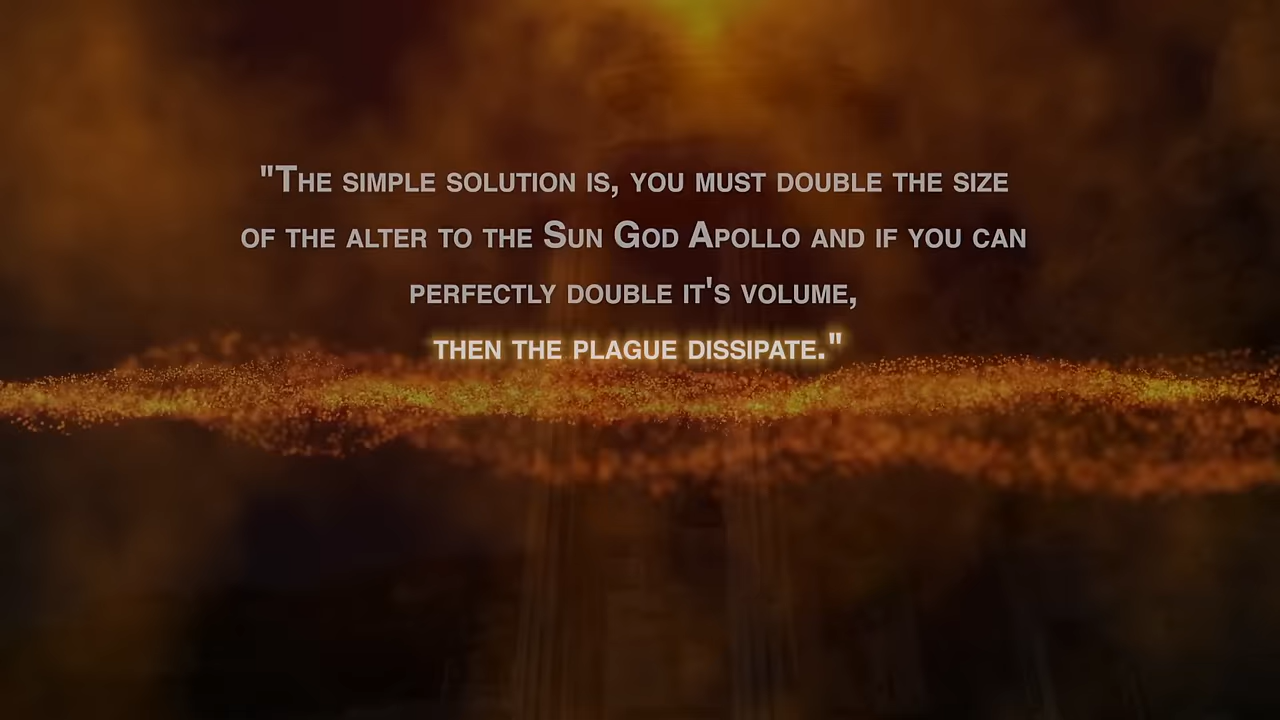 "The simple solution is, you must double the size
of the alter to the Sun God Apollo and if you can
perfectly double it's volume,
then the plague dissipate."